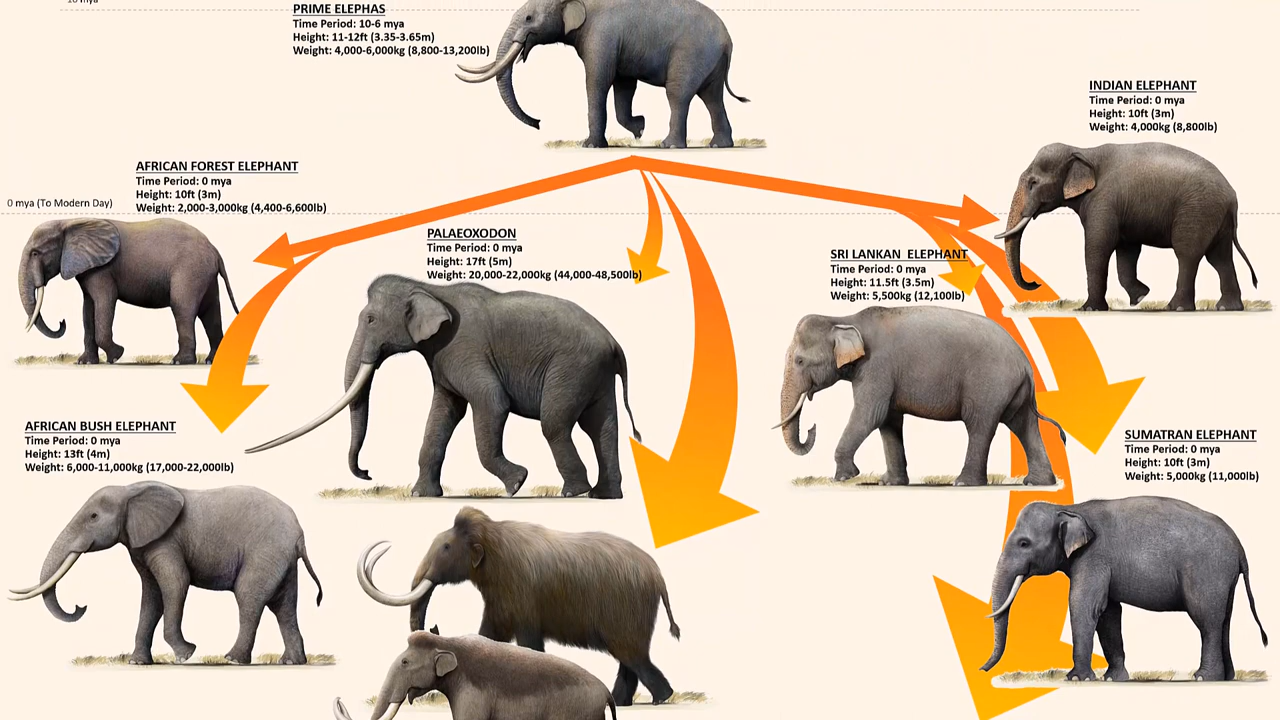 10 mya
PRIME ELEPHAS
Time Period: 10-6 mya
Height: 11-12ft (3.35-3.65m)
Weight: 4,000-6,000kg (8,800-13,200lb)
INDIAN ELEPHANT
Time Period: 0 mya
Height: 10ft (3m)
Weight: 4,000kg (8,800lb)
AFRICAN FOREST ELEPHANT
Time Period: 0 mya
Height: 10ft (3m)
Weight: 2,000-3,000kg (4,400-6,600lb)
0 mya (To Modern Day)
PALAEOXODON
Time Period: 0 mya
Height: 17ft (5m)
Weight: 20,000-22,000kg (44,000-48,500lb)
SRI LANKAN ELEPHANT
Time Period: 0 mya
Height: 11.5ft (3.5m)
Weight: 5,500kg (12,100lb)
AFRICAN BUSH ELEPHANT
Time Period: 0 mya
Height: 13ft (4m)
Weight: 6,000-11,000kg (17,000-22,000lb)
SUMATRAN ELEPHANT
Time Period: 0 mya
Height: 10ft (3m)
Weight: 5,000kg (11,000lb)